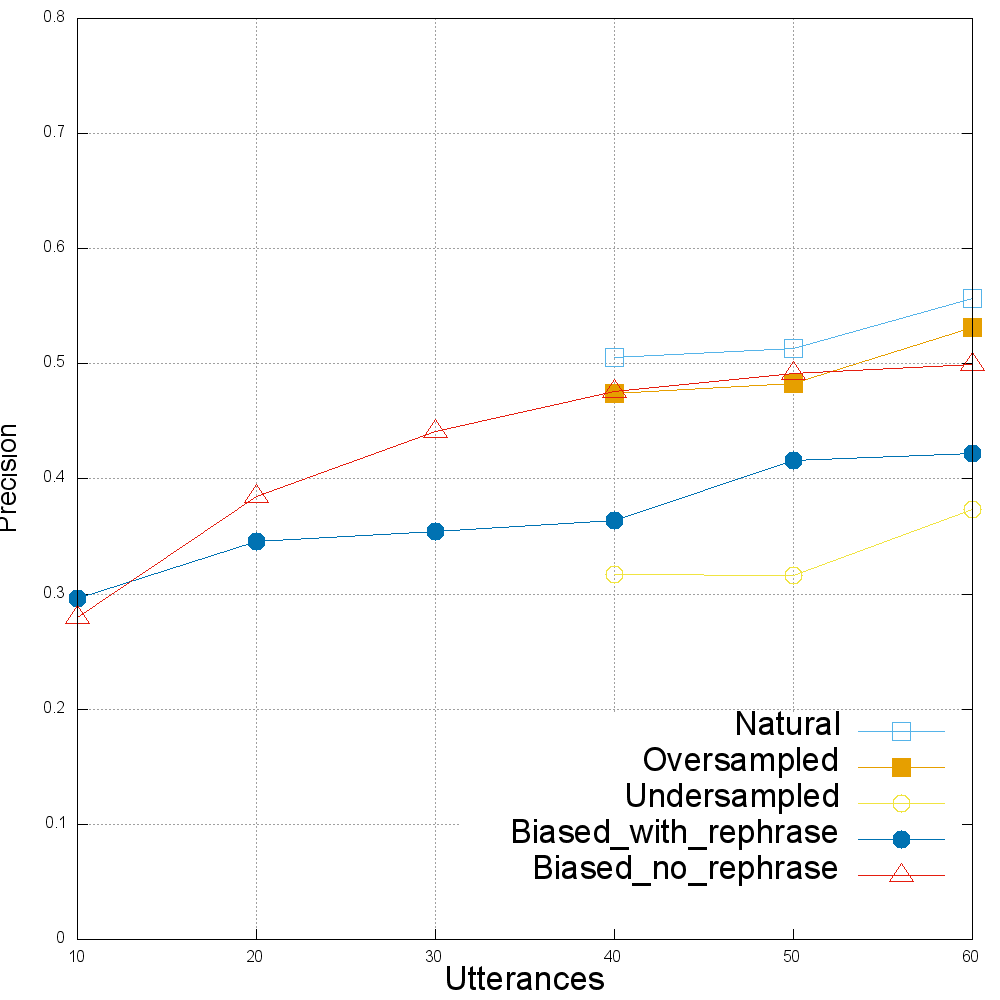 0.8
0.7
0.6
0.5
0.4
0.3
0.2
0.1
0
Precision
Natural
Oversampled
Undersampled
Biased_with_rephrase
Biased_no_rephrase
10 20 30 40 50 60
Utterances